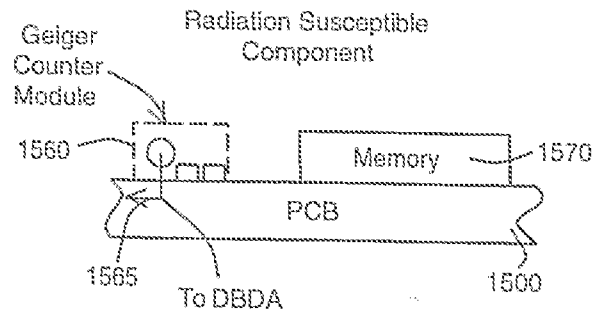 Radiation Susceptible
Component
Geiger
Counter
Module
1560
Memory
1570
PCB
1565
To DBDA
1500